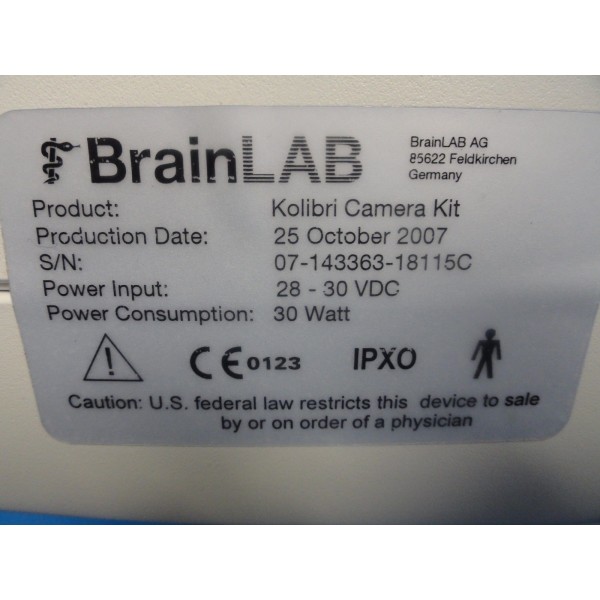 BrainLAB
BrainLAB AG
85622 Feldkirchen
Germany
Product: Kolibri Camera Kit
Production Date: 25 October 2007
S/N: 07-143363-18115C
Power Input: 28 - 30 VDC
Power Consumption: 30 Watt
! CE 0123 IPXO
Caution: U.S. federal law restricts this device to sale
by or on order of a physician